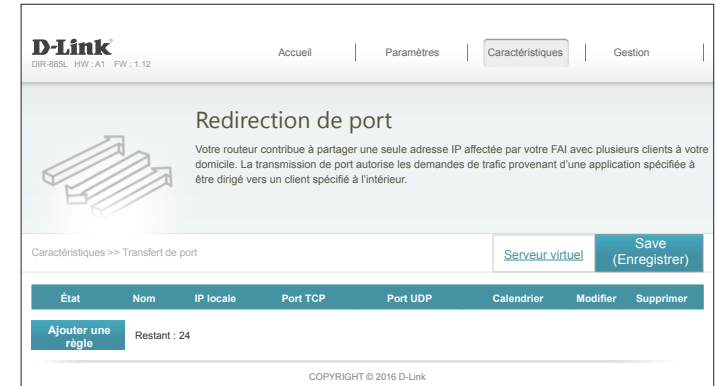 D-Link
DIR-885L HW : A1 FW : 1.12
Accueil
Paramètres
Caractéristiques
Gestion
Redirection de port
Votre routeur contribue à partager une seule adresse IP affectée par votre FAI avec plusieurs clients à votre
domicile. La transmission de port autorise les demandes de trafic provenant d'une application spécifiée à
être dirigé vers un client spécifié à l'intérieur.
Caractéristiques >> Transfert de port
Serveur virtuel
Save
(Enregistrer)
État
Nom
IP locale
Port TCP
Port UDP
Calendrier
Modifier
Supprimer
Ajouter une
règle
Restant : 24
COPYRIGHT © 2016 D-Link